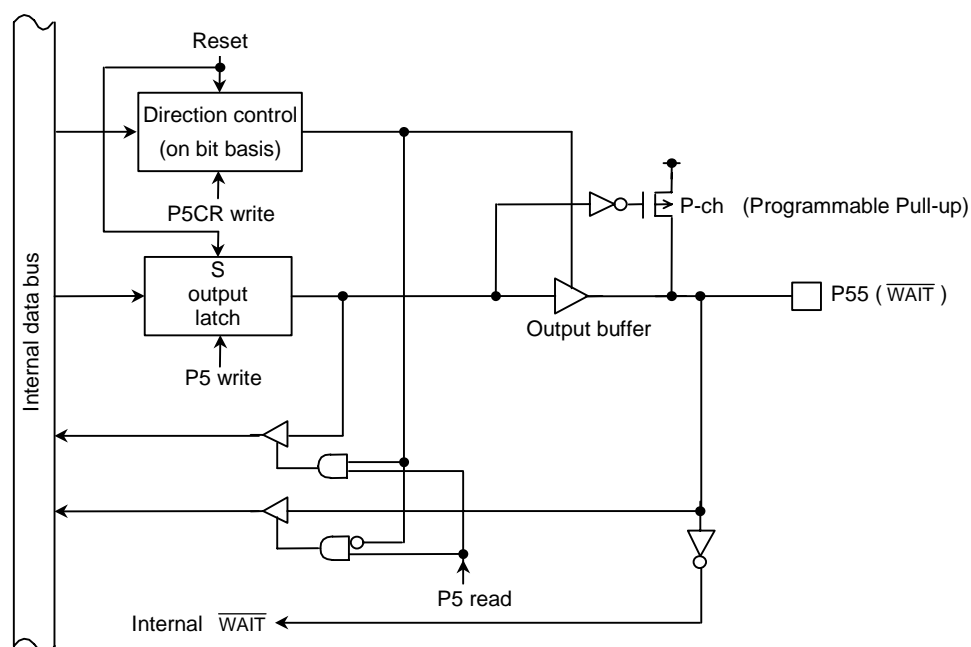 Reset
Direction control
(on bit basis)
P5CR write
P-ch (Programmable Pull-up)
Internal data bus
S
output
latch
P55 ( WAIT )
Output buffer
P5 write
P5 read
Internal WAIT